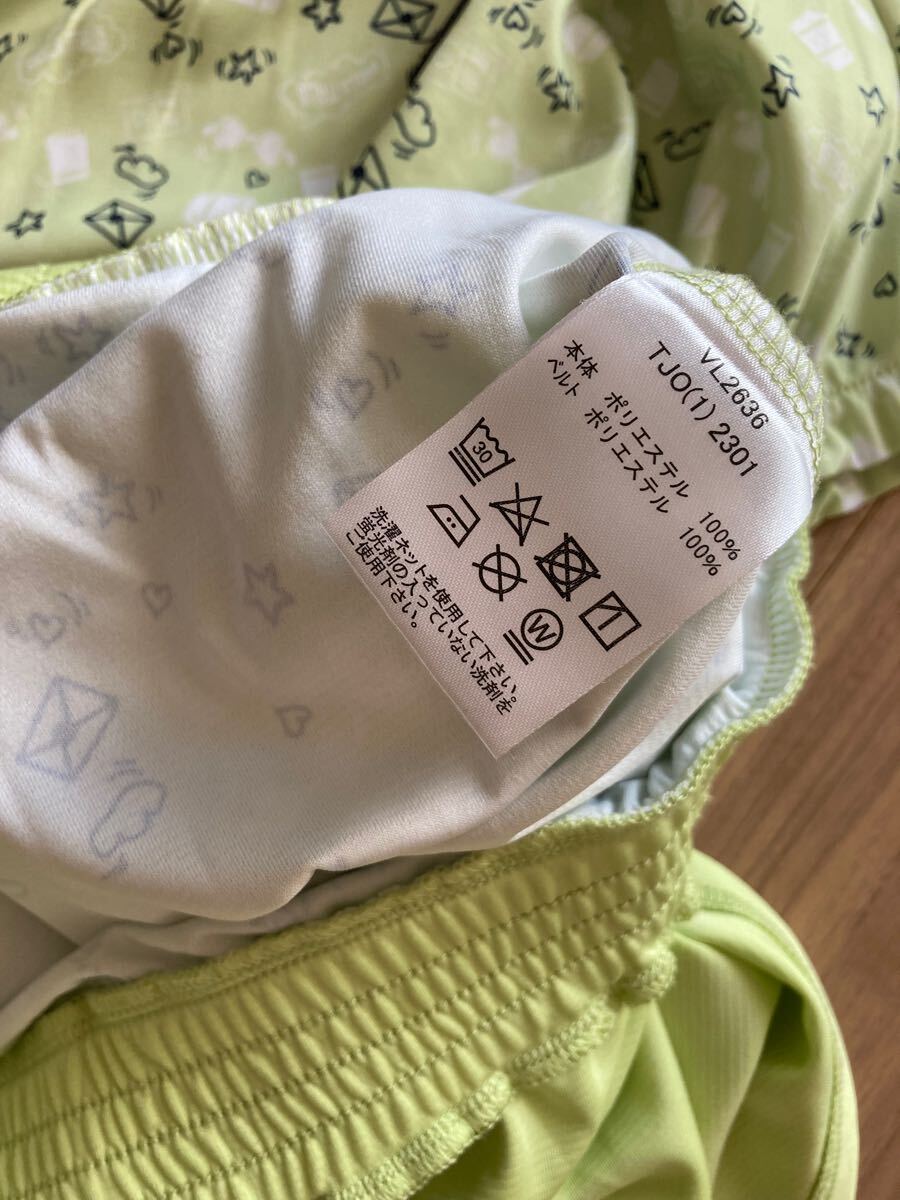 VL2636
TJO(1) 2301
本体 ポリエステル 100%
ベルト ポリエステル 100%
30
W
洗濯ネットを使用して下さい。
蛍光剤の入っていない洗剤を
ご使用下さい。